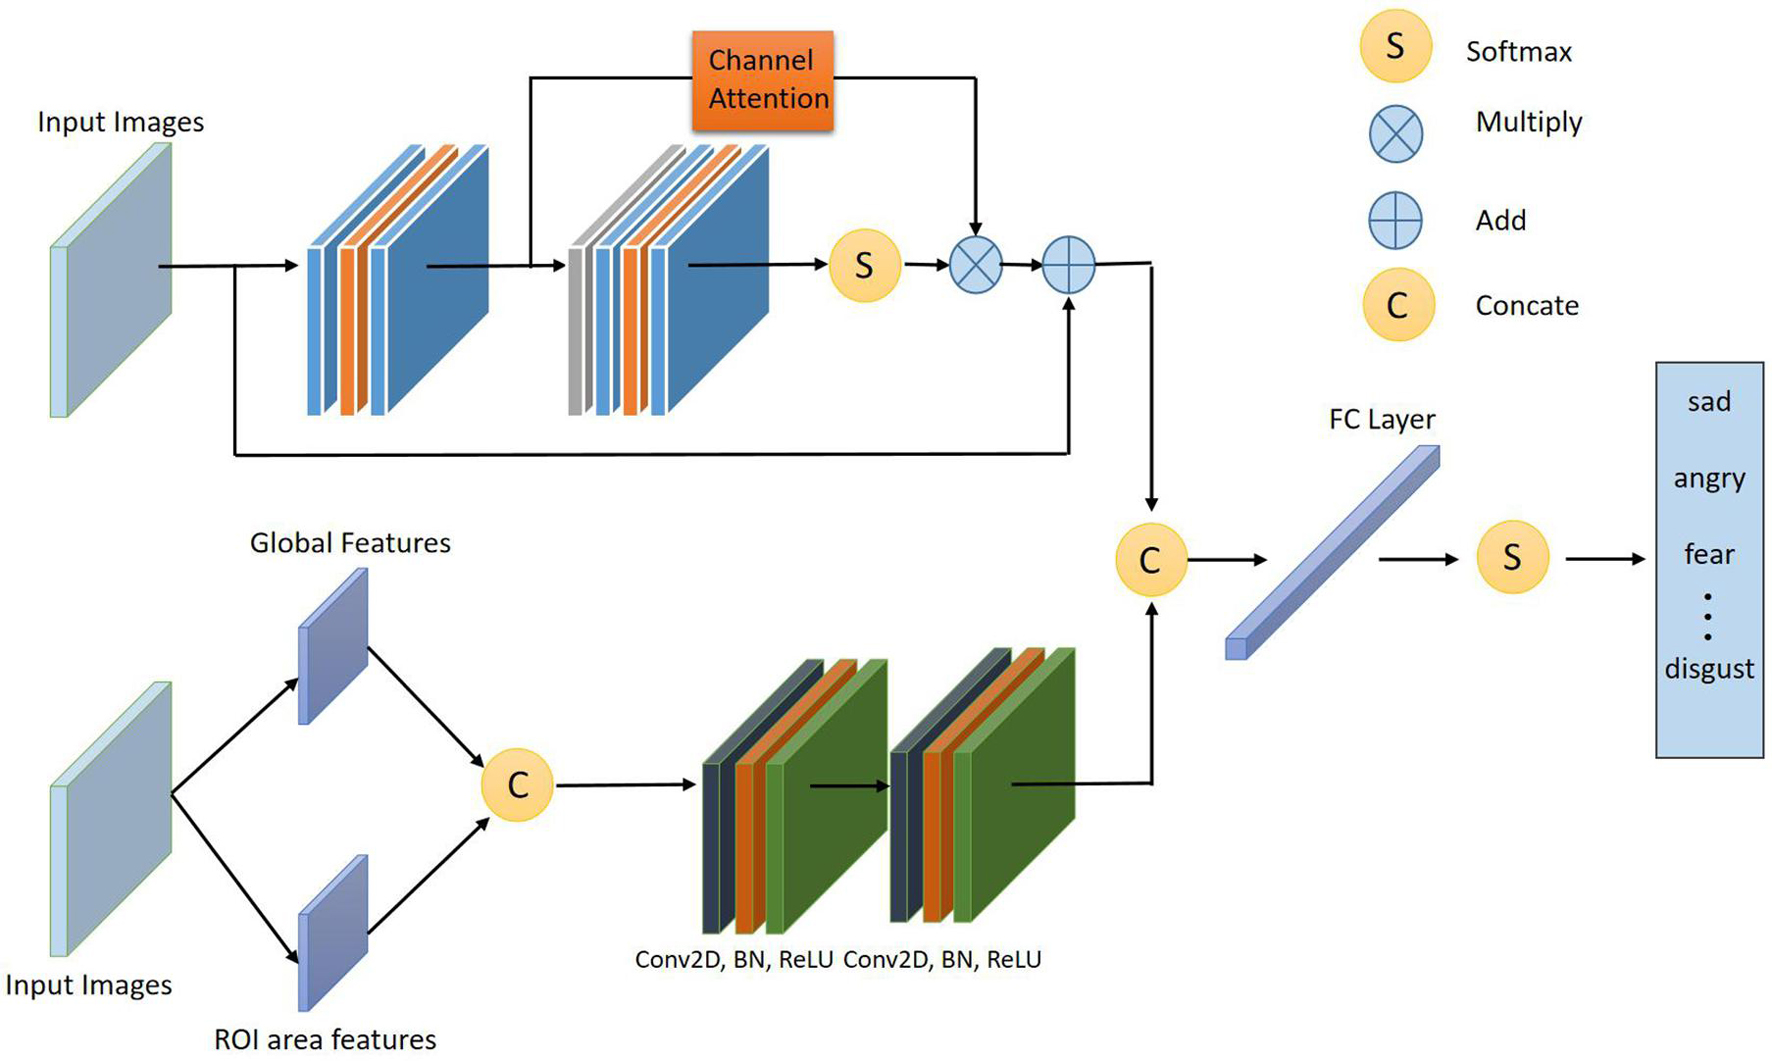 Channel
Attention
S
Softmax
Input Images
Multiply
Add
S
C
Concate
FC Layer
sad
angry
fear
disgust
Global Features
C
S
C
Conv2D, BN, ReLU
Conv2D, BN, ReLU
Input Images
ROI area features